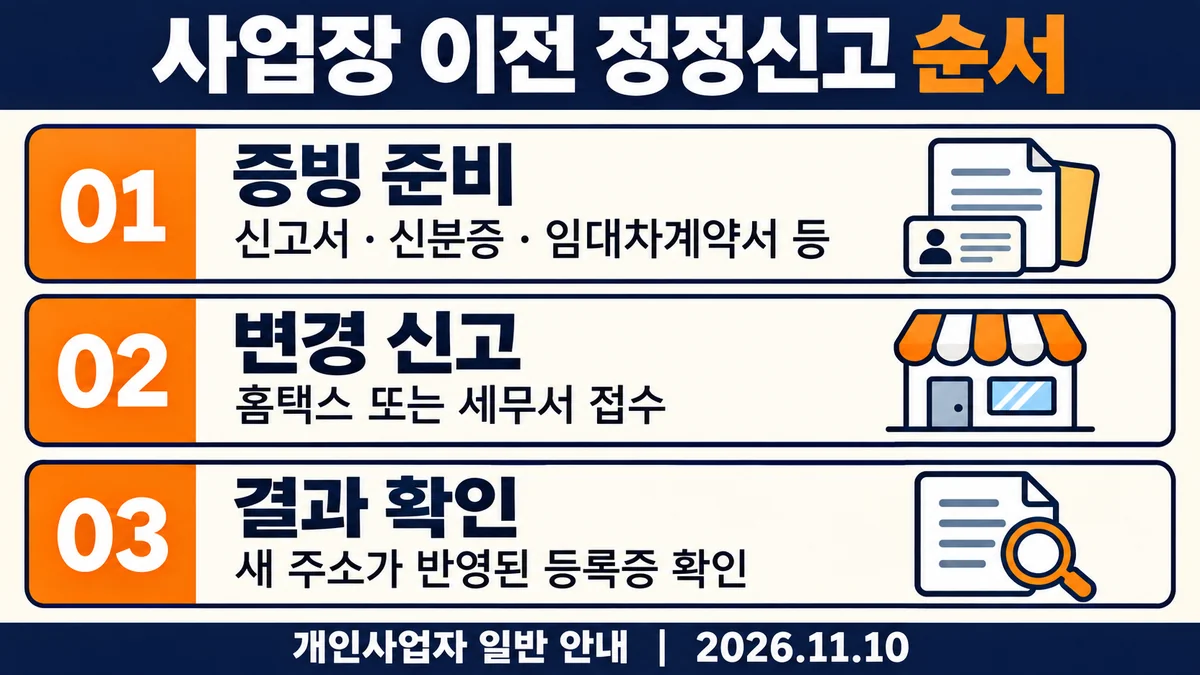 사업장 이전 정정신고 순서
01
증빙 준비
신고서 · 신분증 · 임대차계약서 등
02
변경 신고
홈택스 또는 세무서 접수
03
결과 확인
새 주소가 반영된 등록증 확인
개인사업자 일반 안내 | 2026.11.10